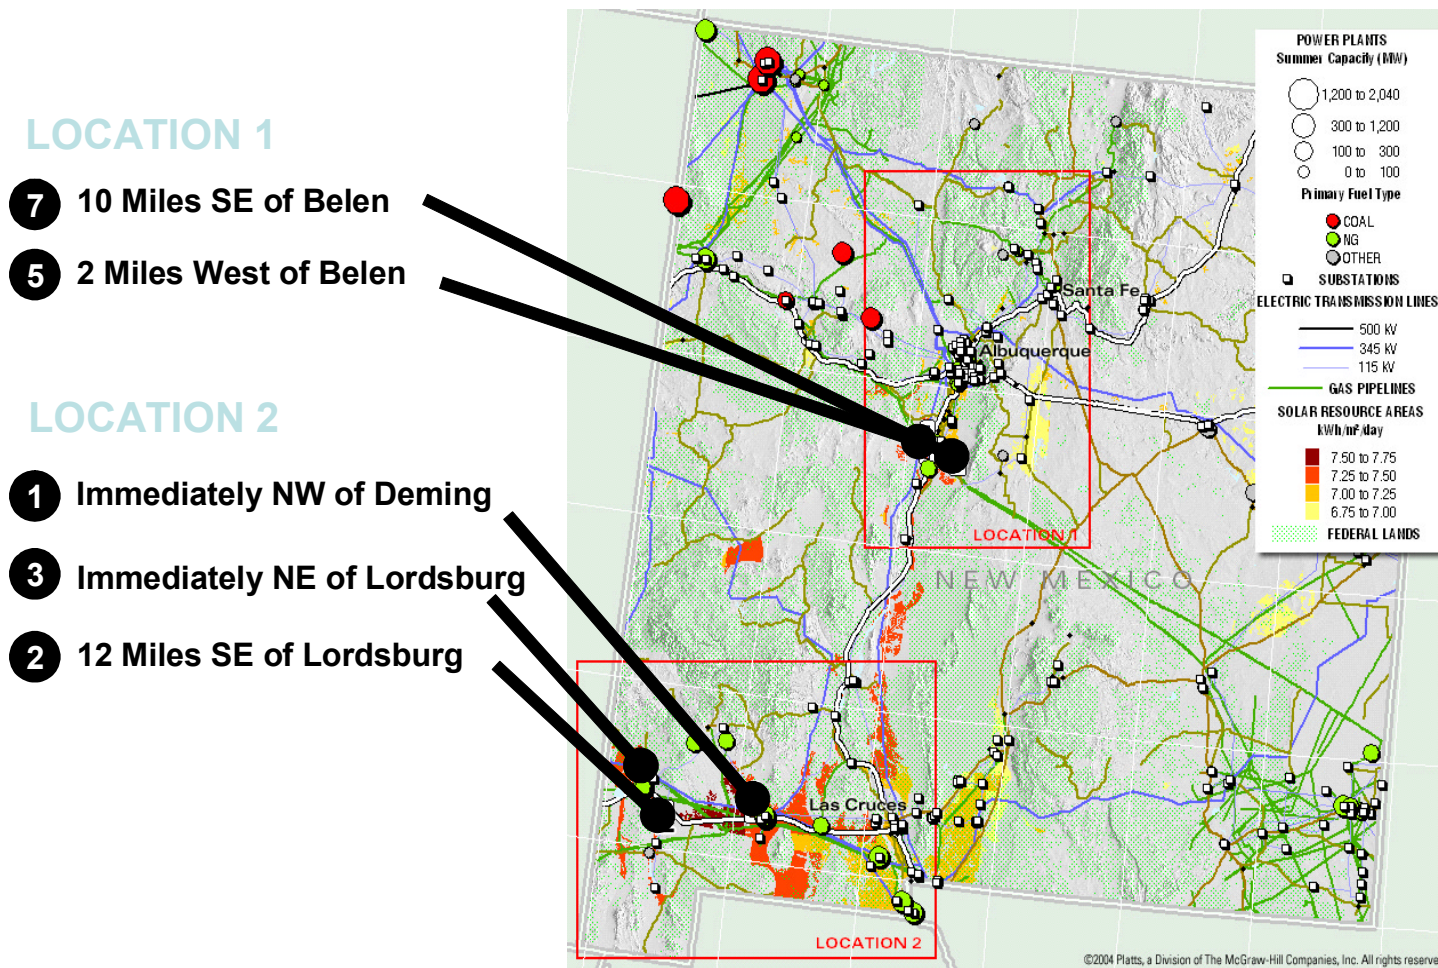 LOCATION 1
7 10 Miles SE of Belen
5 2 Miles West of Belen
LOCATION 2
1 Immediately NW of Deming
3 Immediately NE of Lordsburg
2 12 Miles SE of Lordsburg
Santa Fe
Albuquerque
LOCATION 1
NEW MEXICO
Las Cruces
LOCATION 2
POWER PLANTS
Summer Capacity (MW)
1,200 to 2,040
300 to 1,200
100 to 300
0 to 100
Primary Fuel Type
COAL
NG
OTHER
SUBSTATIONS
ELECTRIC TRANSMISSION LINES
500 kV
345 kV
115 kV
GAS PIPELINES
SOLAR RESOURCE AREAS
kWh/m²/day
7.50 to 7.75
7.25 to 7.50
7.00 to 7.25
6.75 to 7.00
FEDERAL LANDS
©2004 Platts, a Division of The McGraw-Hill Companies, Inc. All rights reserve